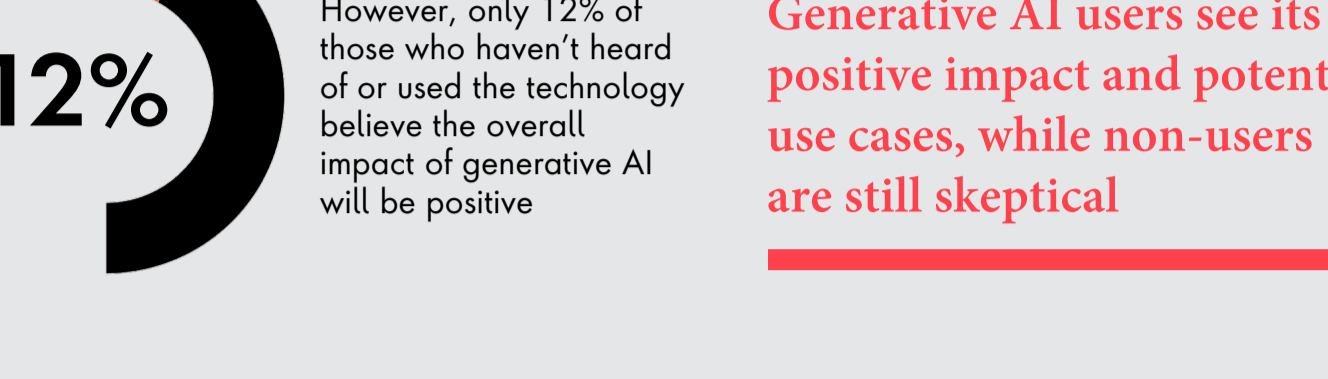 12%
However, only 12% of
those who haven't heard
of or used the technology
believe the overall
impact of generative AI
will be positive
Generative AI users see its
positive impact and
use cases, while non-users
are still skeptical